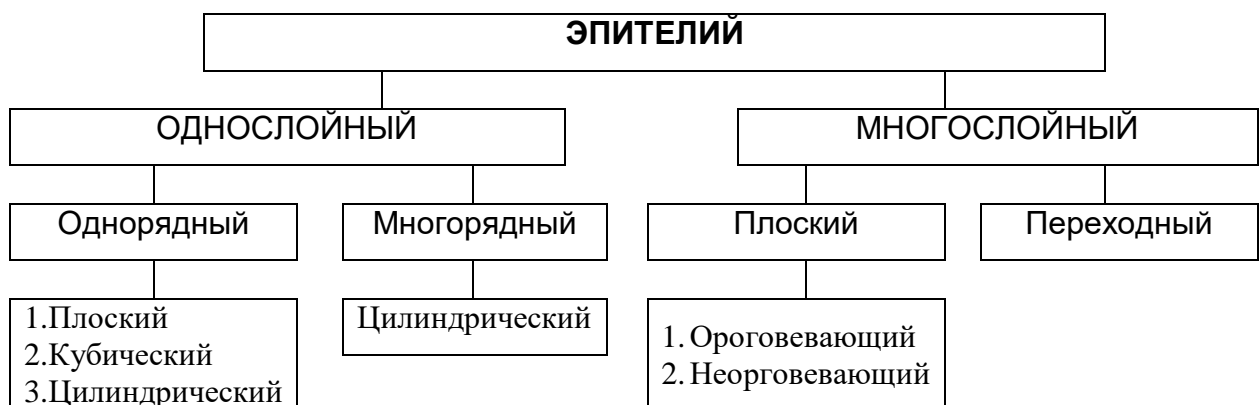 ЭПИТЕЛИЙ
ОДНОСЛОЙНЫЙ
МНОГОСЛОЙНЫЙ
Однорядный
Многорядный
Плоский
Переходный
1.Плоский
2.Кубический
3.Цилиндрический
Цилиндрический
1. Ороговевающий
2. Неорговевающий